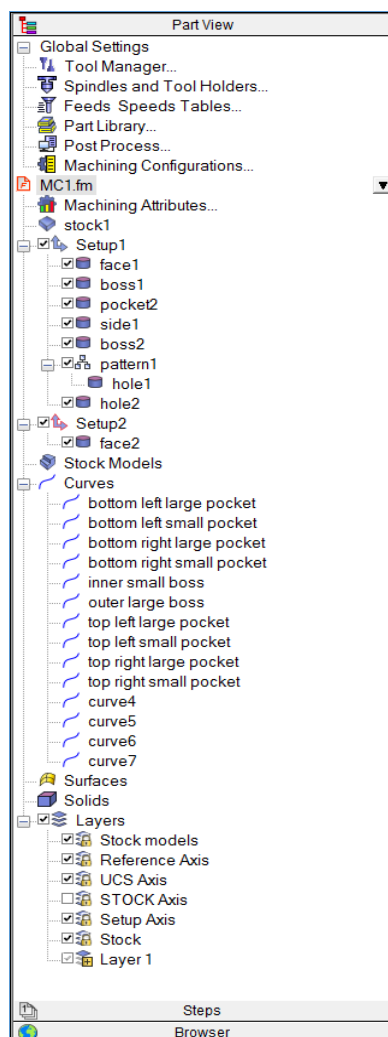 Part View
Global Settings
Tool Manager...
Spindles and Tool Holders...
Feeds Speeds Tables...
Part Library...
Post Process...
Machining Configurations...
MC1.fm
Machining Attributes...
stock1
Setup1
face1
boss1
pocket2
side1
boss2
pattern1
hole1
hole2
Setup2
face2
Stock Models
Curves
bottom left large pocket
bottom left small pocket
bottom right large pocket
bottom right small pocket
inner small boss
outer large boss
top left large pocket
top left small pocket
top right large pocket
top right small pocket
curve4
curve5
curve6
curve7
Surfaces
Solids
Layers
Stock models
Reference Axis
UCS Axis
STOCK Axis
Setup Axis
Stock
Layer 1
Steps
Browser